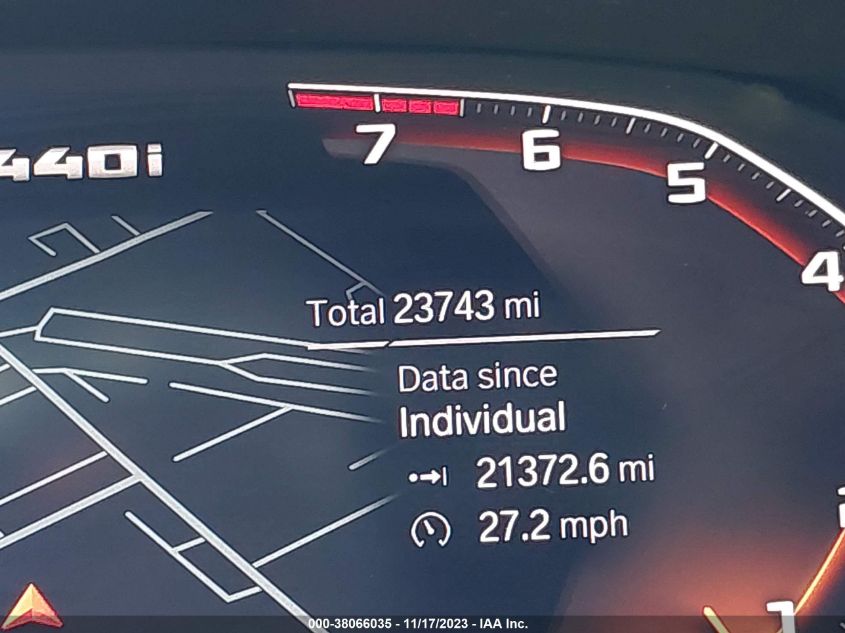 440i
7
6
5
4
Total 23743 mi
Data since
Individual
21372.6 mi
27.2 mph
1
000-38066035 - 11/17/2023 - IAA Inc.